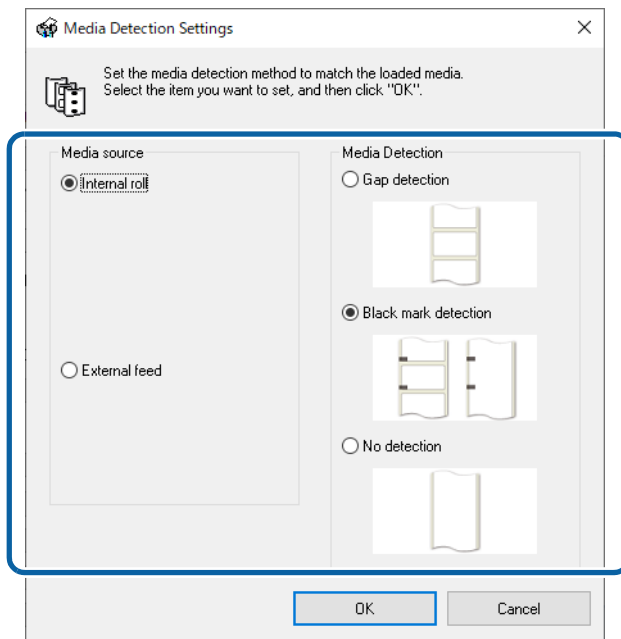 Media Detection Settings
Set the media detection method to match the loaded media.
Select the item you want to set, and then click "OK".
Media source
Internal roll
External feed
Media Detection
Gap detection
Black mark detection
No detection
OK
Cancel